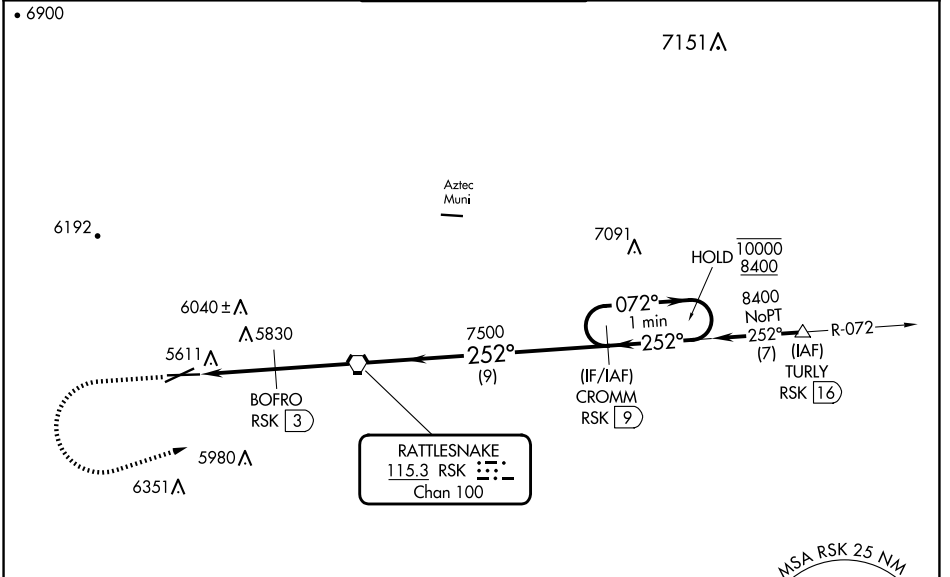 6900
7151
Aztec
Muni
6192
7091
HOLD
10000
8400
6040 ±
5830
5611
072°
1 min
252°
8400
NoPT
252°
(7)
R-072
(IAF)
TURLY
RSK 16
7500
252°
(9)
(IF/IAF)
CROMM
RSK 9
BOFRO
RSK 3
5980
6351
RATTLESNAKE
115.3 RSK
Chan 100
MSA RSK 25 NM